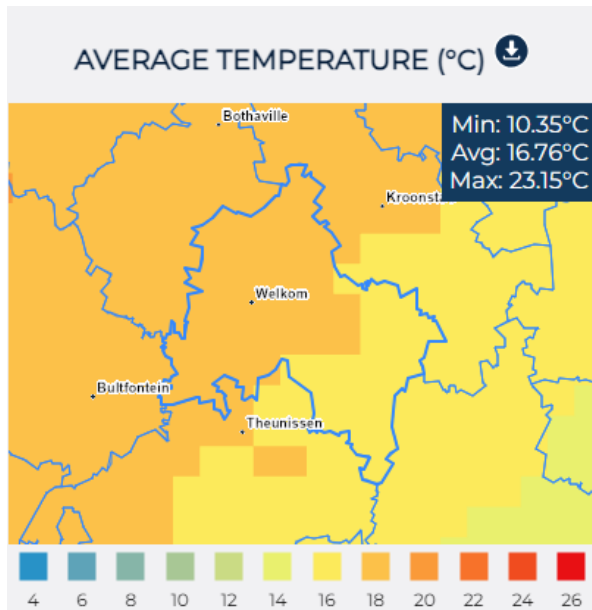 AVERAGE TEMPERATURE (°C)
Bothaville
Min: 10.35°C
Avg: 16.76°C
Max: 23.15°C
Welkom
Bultfontein
Theunissen
4 6 8 10 12 14 16 18 20 22 24 26